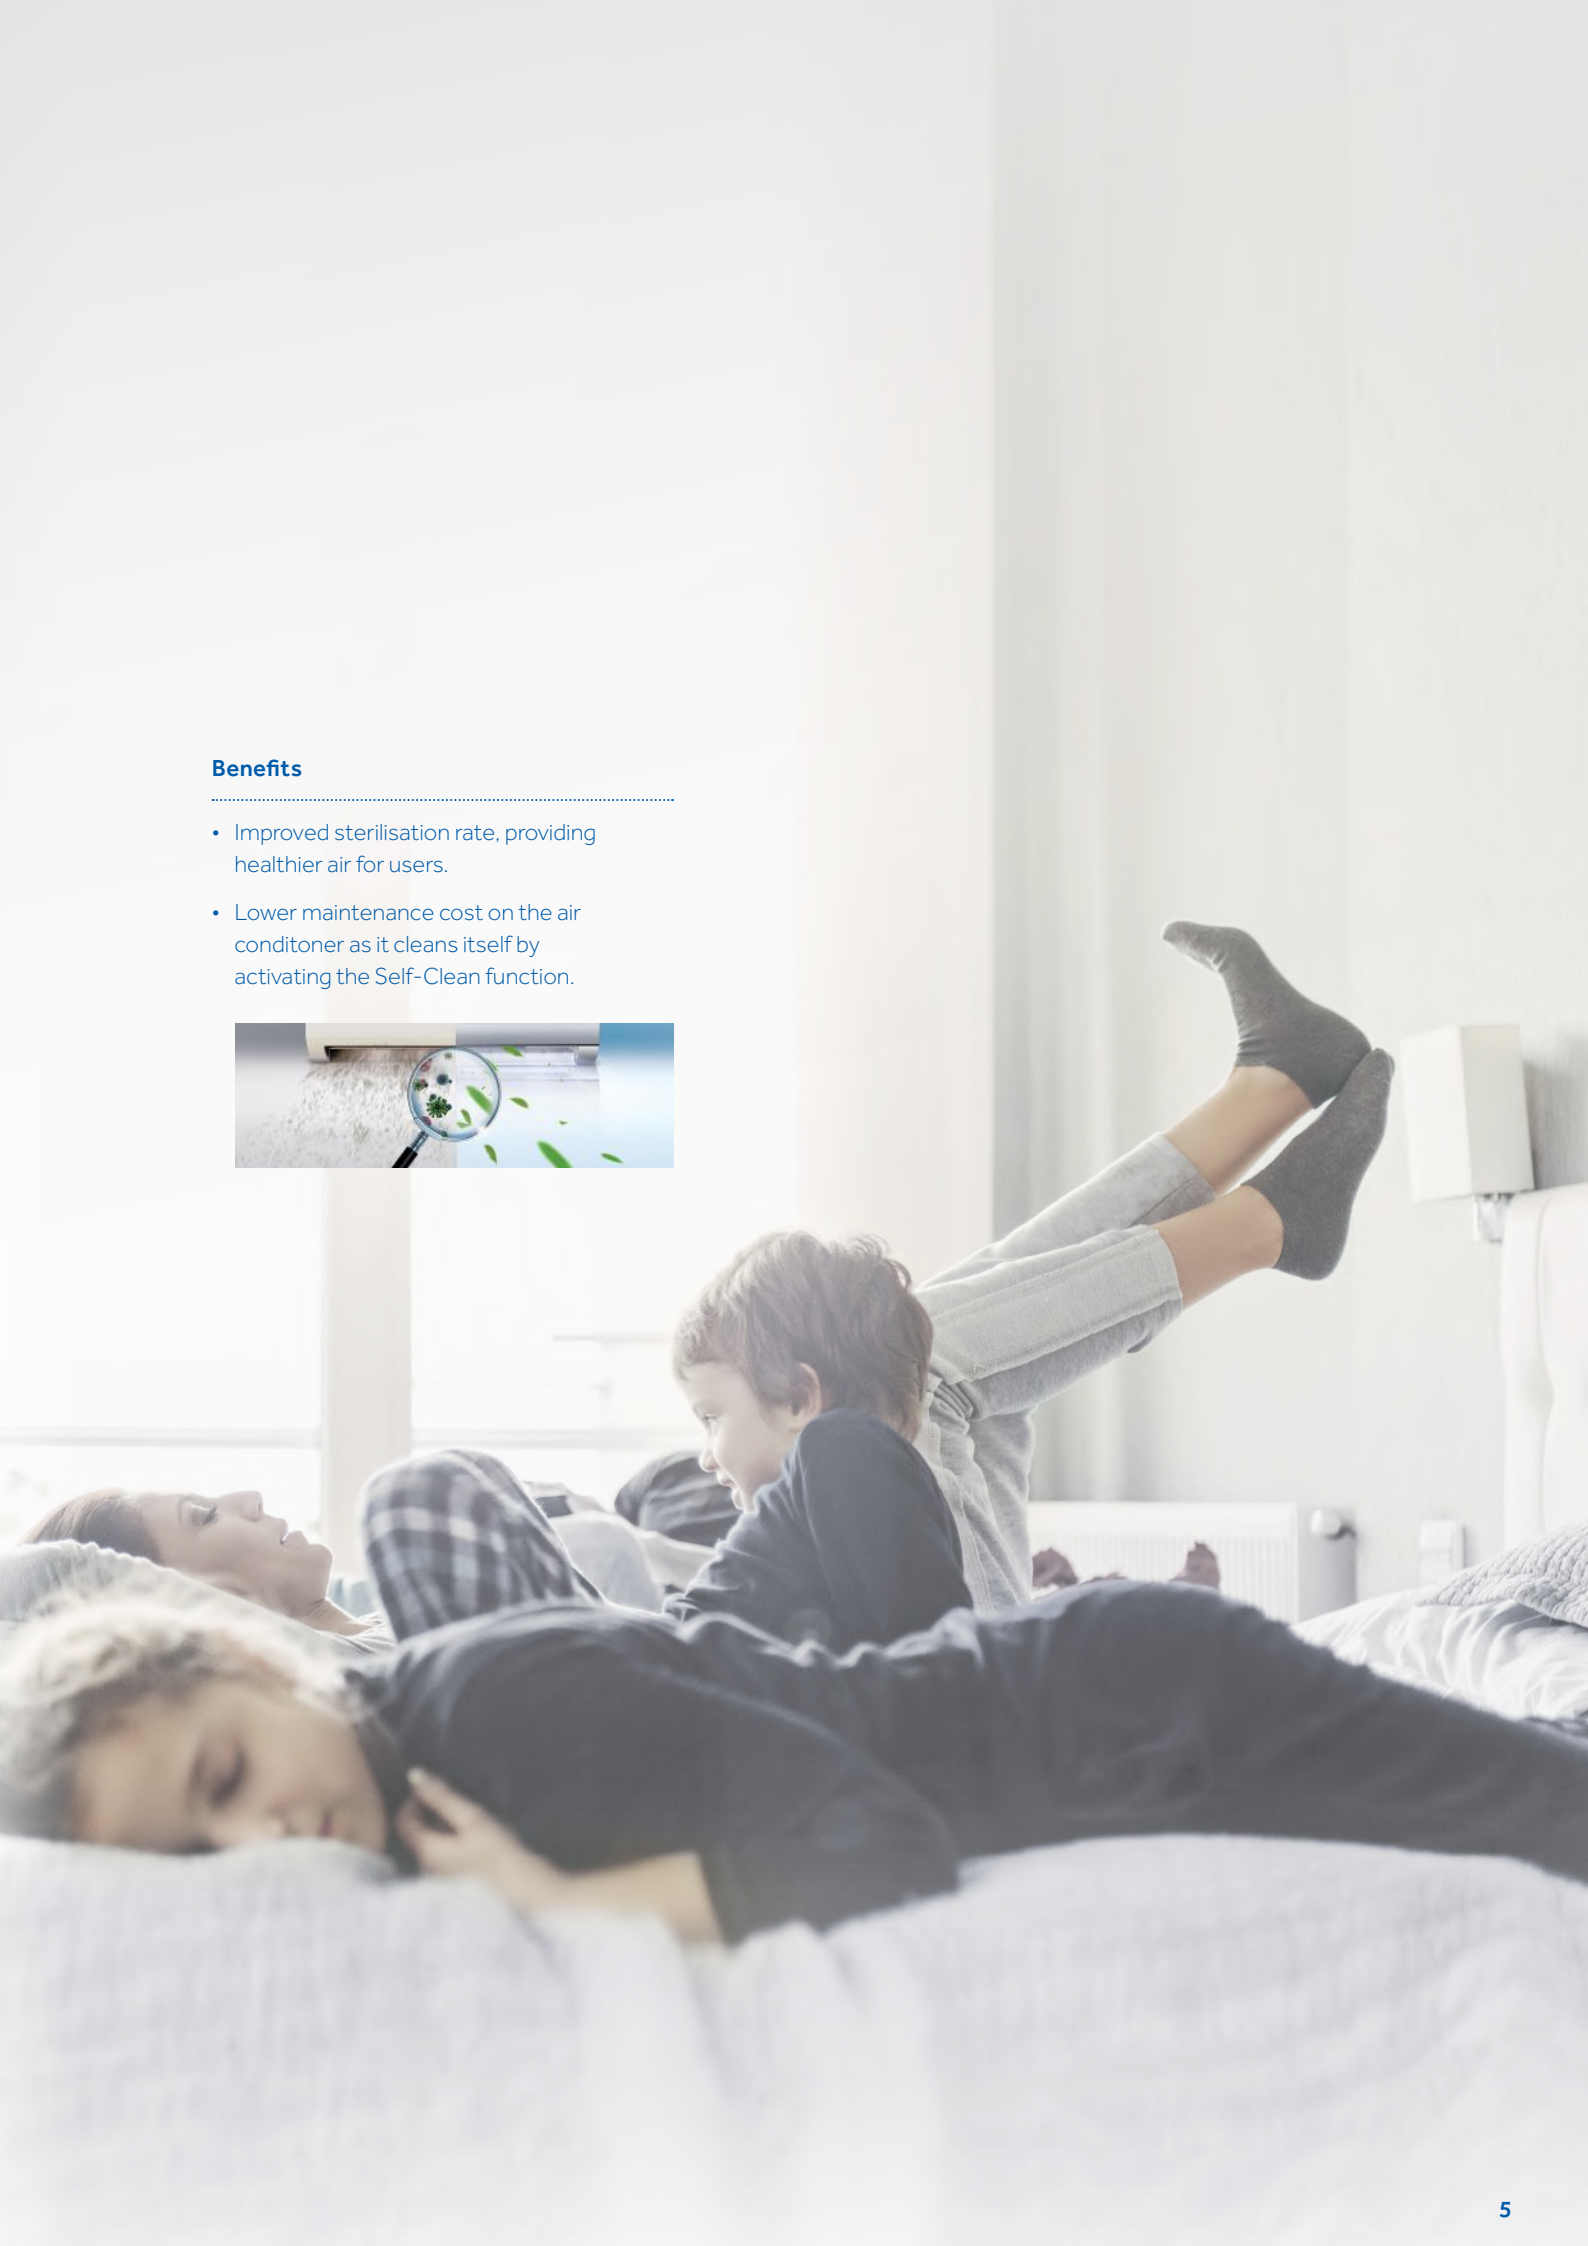 Benefits
• Improved sterilisation rate, providing
healthier air for users.
• Lower maintenance cost on the air
conditoner as it cleans itself by
activating the Self-Clean function.
5